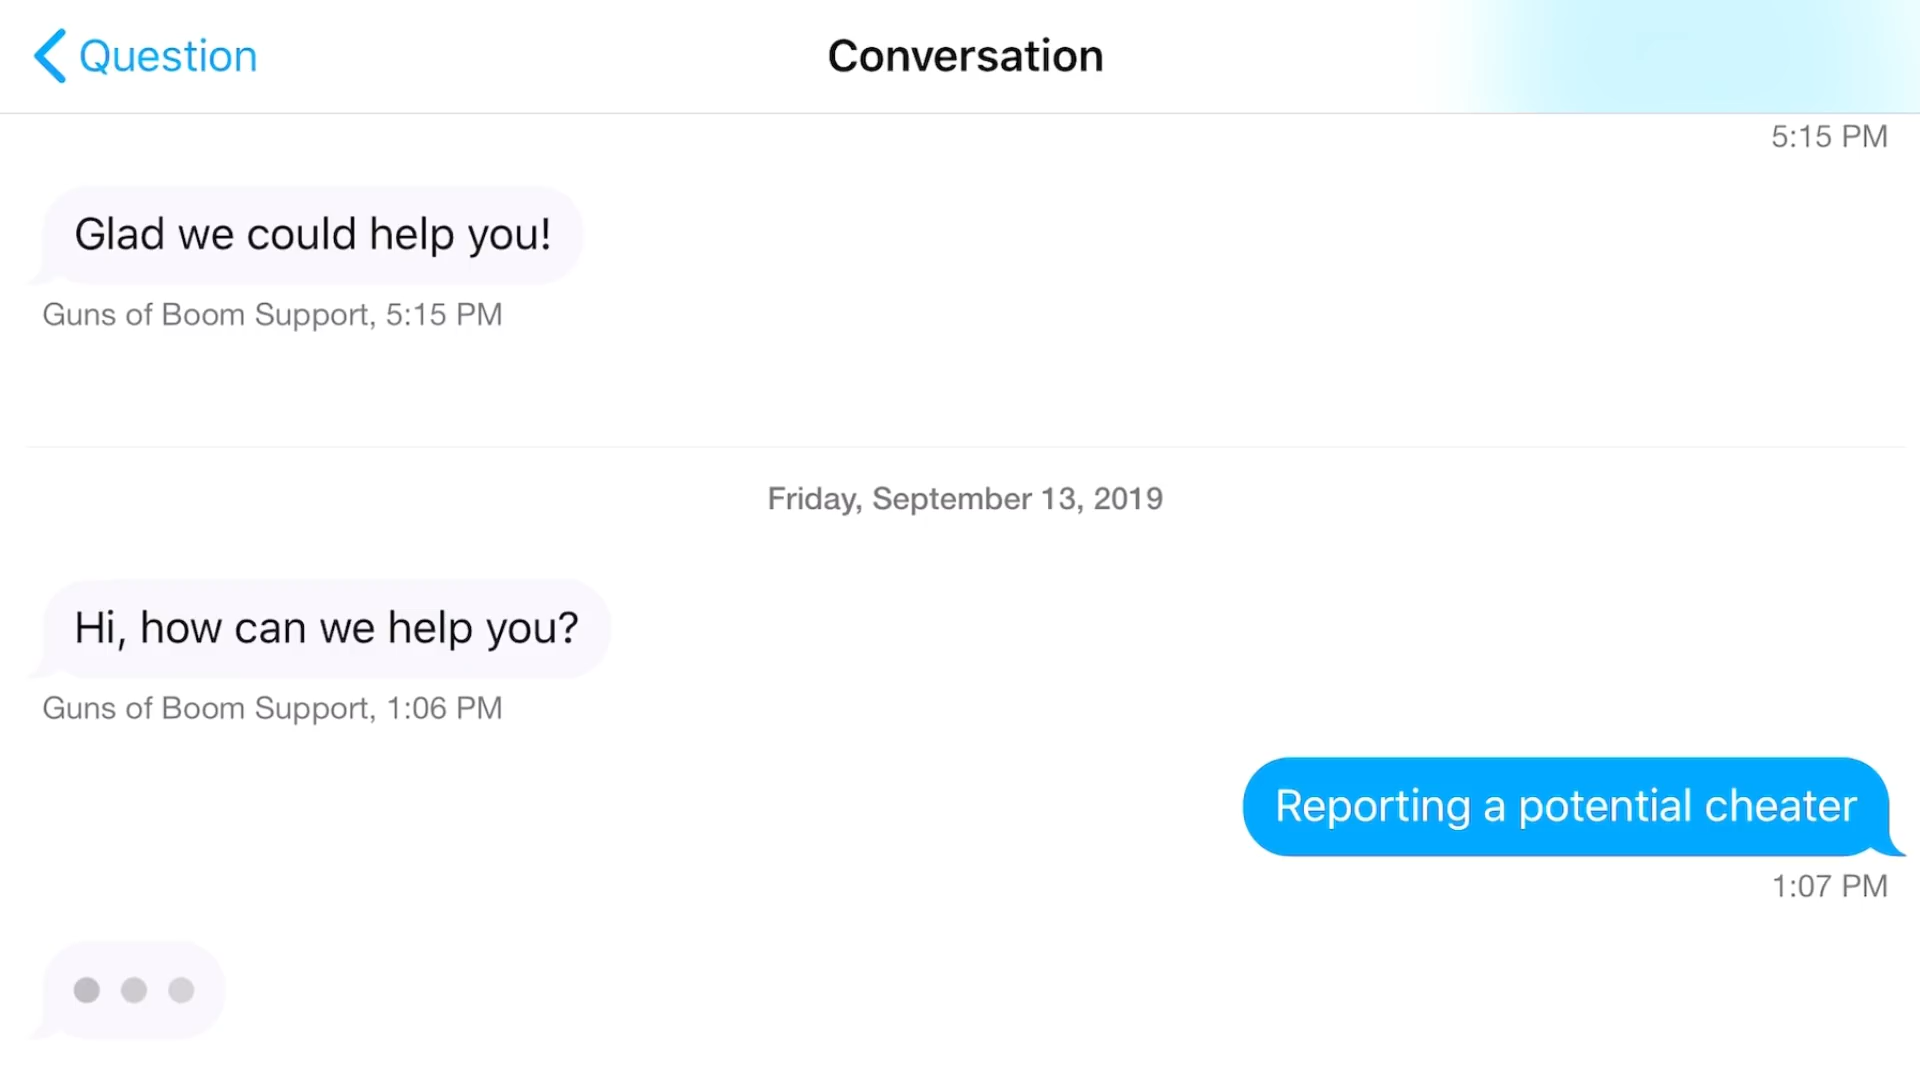 Question
Conversation
5:15 PM
Glad we could help you!
Guns of Boom Support, 5:15 PM
Friday, September 13, 2019
Hi, how can we help you?
Guns of Boom Support, 1:06 PM
Reporting a potential cheater
1:07 PM